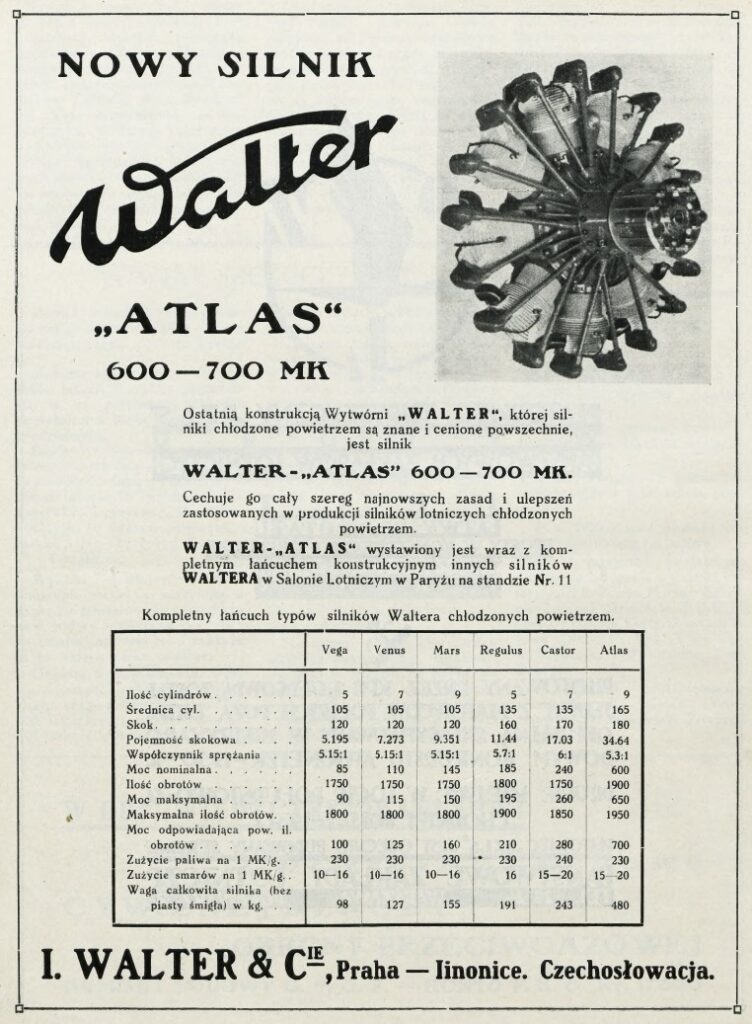 NOWY SILNIK
Walter
„ATLAS“
600—700 MK
Ostatnią konstrukcją Wytwórni „WALTER“, której sil-
niki chłodzone powietrzem są znane i cenione powszechnie,
jest silnik
WALTER-„ATLAS” 600—700 MK.
Cechuje go cały szereg najnowszych zasad i ulepszeń
zastosowanych w produkcji silników lotniczych chłodzonych
powietrzem.
WALTER-„ATLAS“ wystawiony jest wraz z kom-
pletnym łańcuchem konstrukcyjnym innych silników
WALTERA w Salonie Lotniczym w Paryżu na standzie Nr. 11
Kompletny łańcuch typów silników Waltera chłodzonych powietrzem.
Vega Venus Mars Regulus Castor Atlas
Ilość cylindrów . . . . . 5 7 9 5 7 9
Średnica cyl. . . . . . . 105 105 105 135 135 165
Skok. . . . . . . . . . 120 120 120 160 170 180
Pojemność skokowa . . . . 5.195 7.273 9.351 11.44 17.03 34.64
Współczynnik sprężania 5.15:1 5.15:1 5.15:1 5.7:1 6:1 5.3:1
Moc nominalna . . . . . . 85 110 145 185 240 600
Ilość obrotów . . . . . . 1750 1750 1750 1800 1750 1900
Moc maksymalna . . . . . 90 115 150 195 260 650
Maksymalna ilość obrotów. 1800 1800 1800 1900 1850 1950
Moc odpowiadająca pow. il.
obrotów . . . . 100 125 160 210 280 700
Zużycie paliwa na 1 MK/g. . 230 230 230 230 240 230
Zużycie smarów na 1 MK/g. . 10—16 10—16 10—16 16 15—20 15—20
Waga całkowita silnika (bez
piasty śmigła) w kg. . . 98 127 155 191 243 480
I. WALTER & CIE, Praha — Iinonice. Czechosłowacja.